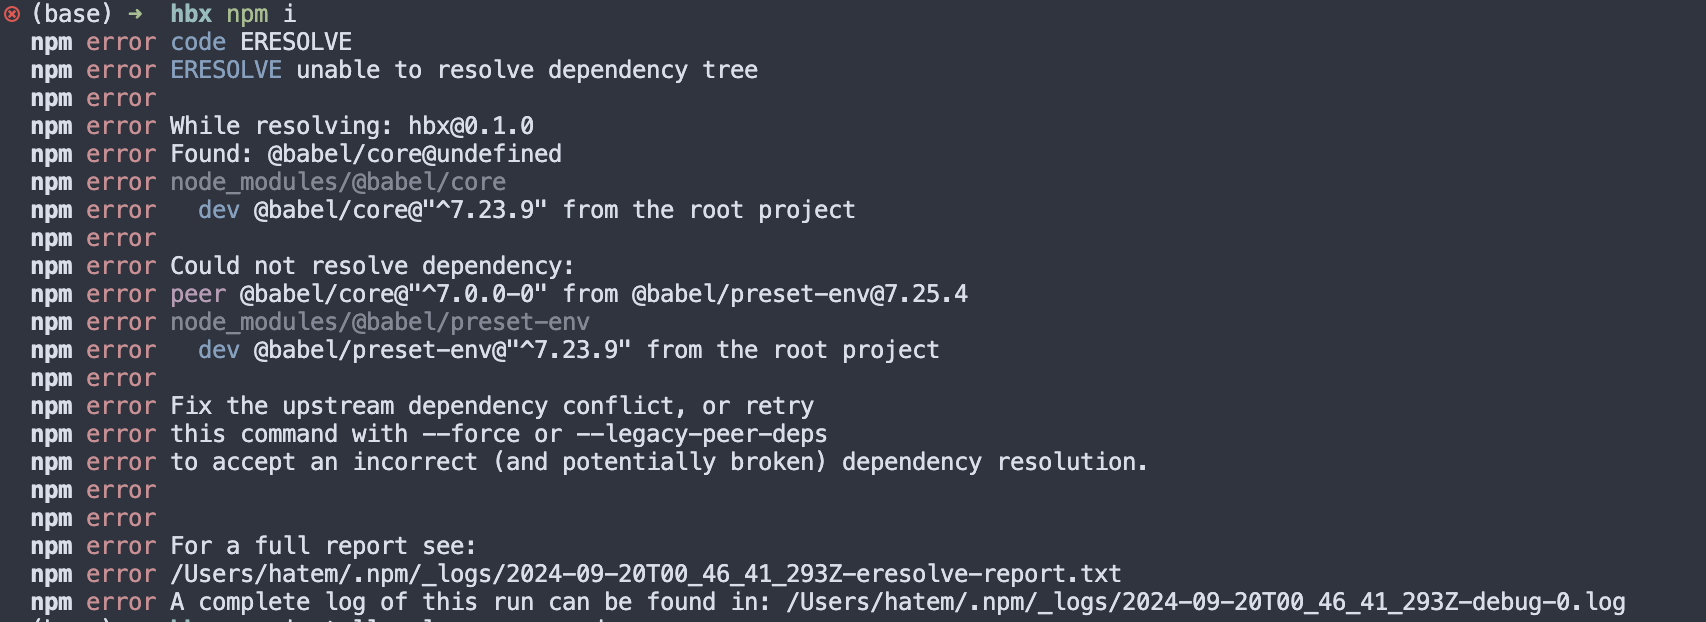 (base) → hbx npm i
npm error code ERESOLVE
npm error ERESOLVE unable to resolve dependency tree
npm error
npm error While resolving: hbx@0.1.0
npm error Found: @babel/core@undefined
npm error node_modules/@babel/core
npm error   dev @babel/core@"^7.23.9" from the root project
npm error
npm error Could not resolve dependency:
npm error peer @babel/core@"^7.0.0-0" from @babel/preset-env@7.25.4
npm error node_modules/@babel/preset-env
npm error   dev @babel/preset-env@"^7.23.9" from the root project
npm error
npm error Fix the upstream dependency conflict, or retry
npm error this command with --force or --legacy-peer-deps
npm error to accept an incorrect (and potentially broken) dependency resolution.
npm error
npm error
npm error For a full report see:
npm error /Users/hatem/.npm/_logs/2024-09-20T00_46_41_293Z-eresolve-report.txt
npm error A complete log of this run can be found in: /Users/hatem/.npm/_logs/2024-09-20T00_46_41_293Z-debug-0.log